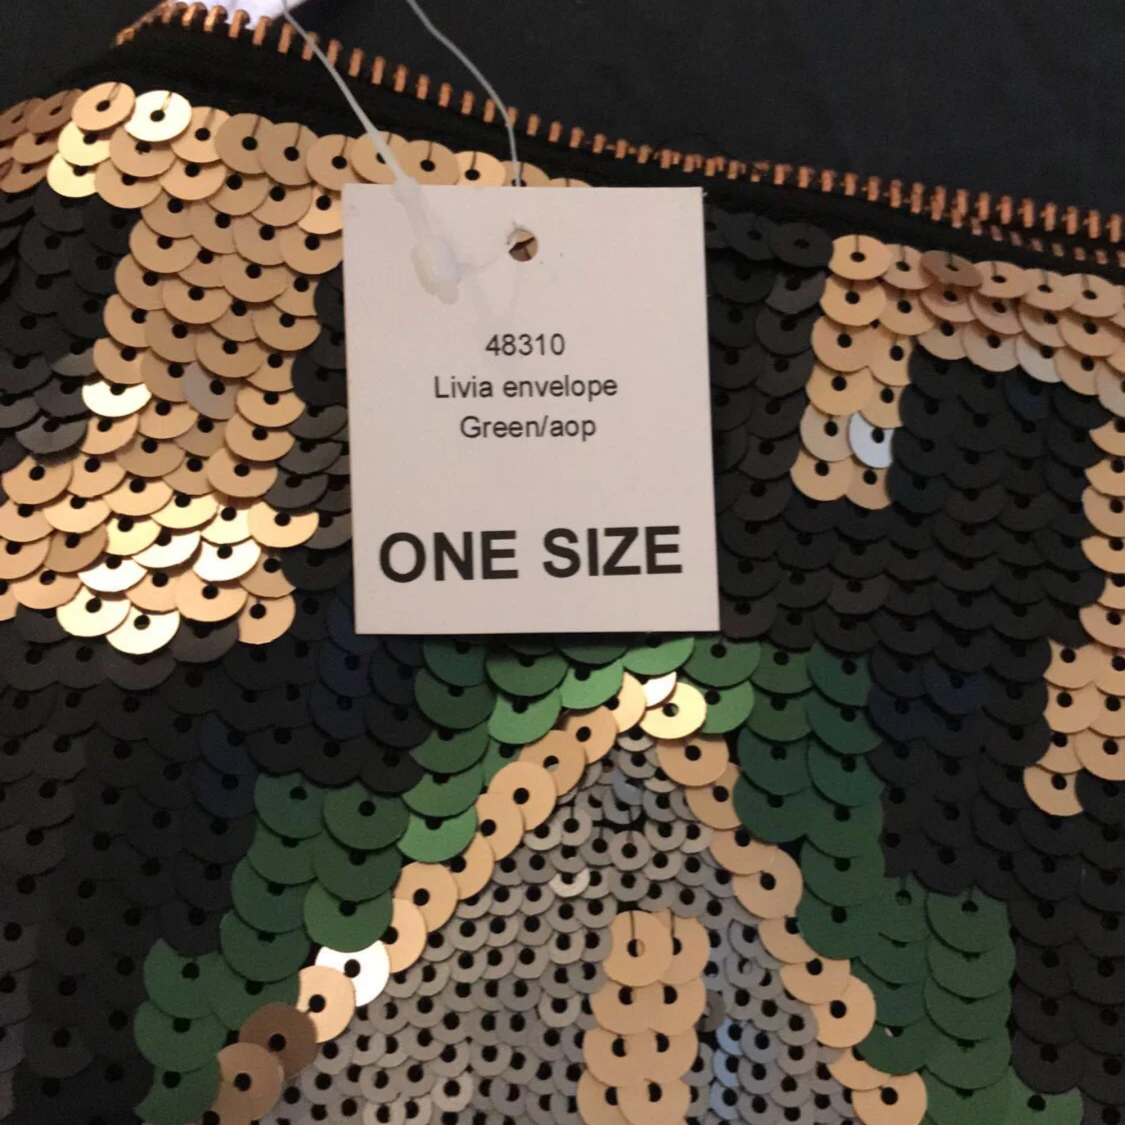 48310
Livia envelope
Green/aop
ONE SIZE